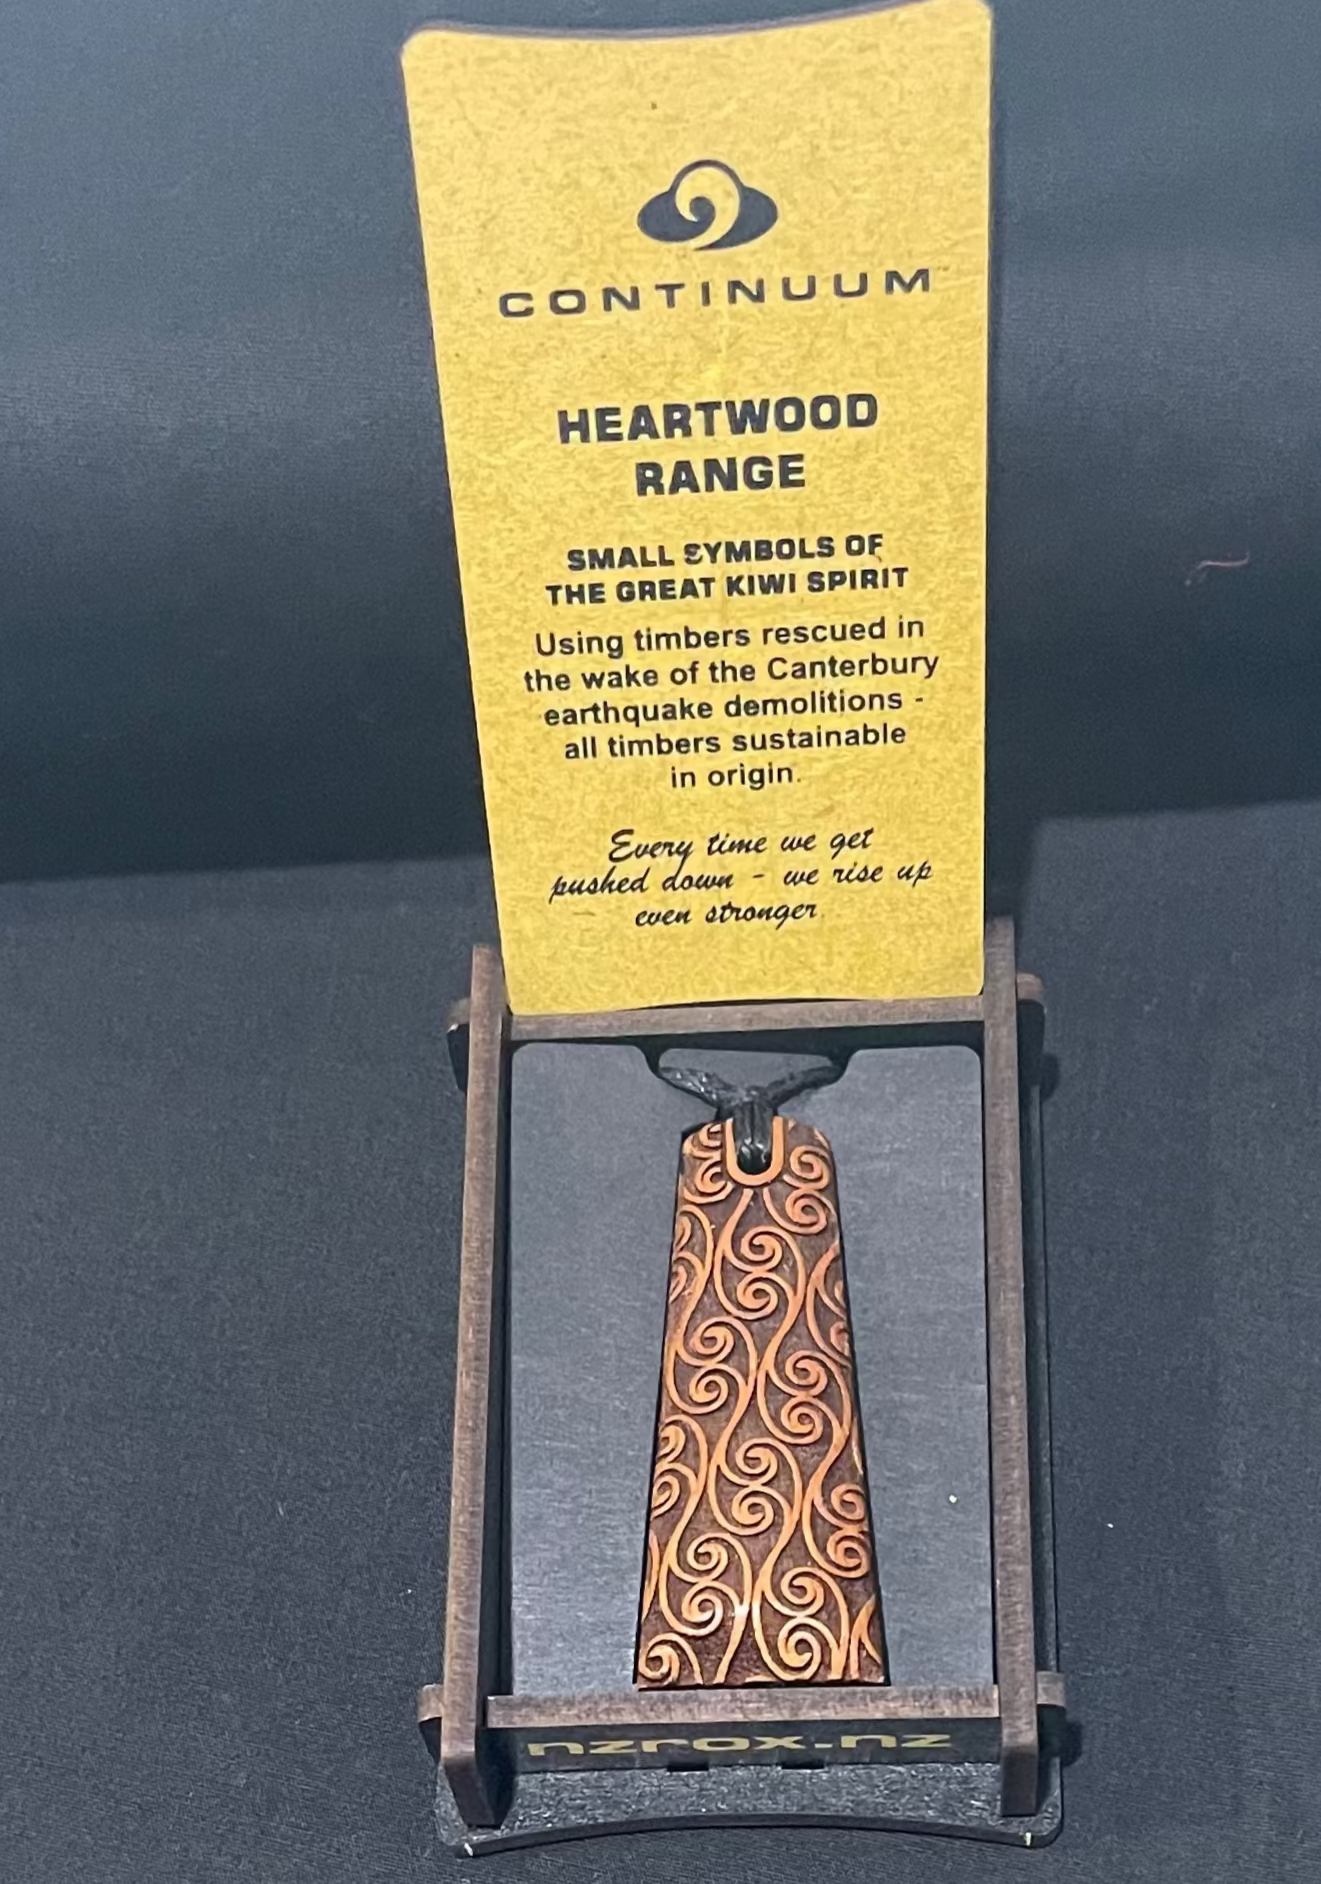 CONTINUUM
HEARTWOOD
RANGE
SMALL SYMBOLS OF
THE GREAT KIWI SPIRIT
Using timbers rescued in
the wake of the Canterbury
earthquake demolitions -
all timbers sustainable
in origin.
Every time we get
pushed down - we rise up
even stronger
nzrox.nz